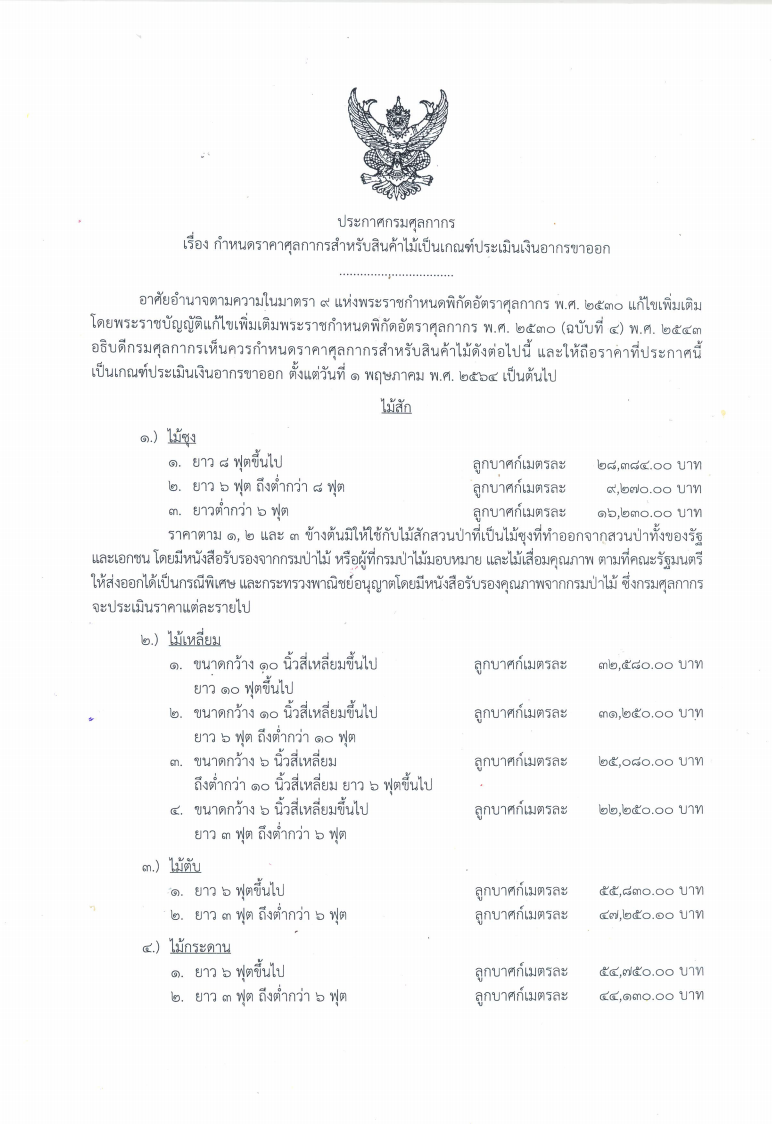 ประกาศกรมศุลกากร
เรื่อง กำหนดราคาศุลกากรสำหรับสินค้าไม้เป็นเกณฑ์ประเมินเงินอากรขาออก
อาศัยอำนาจตามความในมาตรา ๙ แห่งพระราชกำหนดพิกัดอัตราศุลกากร พ.ศ. ๒๕๓๐ แก้ไขเพิ่มเติม
โดยพระราชบัญญัติแก้ไขเพิ่มเติมพระราชกำหนดพิกัดอัตราศุลกากร พ.ศ. ๒๕๓๐ (ฉบับที่ ๔) พ.ศ. ๒๕๔๓
อธิบดีกรมศุลกากรเห็นควรกำหนดราคาศุลกากรสำหรับสินค้าไม้ดังต่อไปนี้ และให้ถือราคาที่ประกาศนี้
เป็นเกณฑ์ประเมินเงินอากรขาออก ตั้งแต่วันที่ ๑ พฤษภาคม พ.ศ. ๒๕๖๔ เป็นต้นไป
ไม้สัก
๑.) ไม้ซุง
๑. ยาว ๘ ฟุตขึ้นไป ลูกบาศก์เมตรละ ๒๘,๓๘๔.๐๐ บาท
๒. ยาว ๖ ฟุต ถึงต่ำกว่า ๘ ฟุต ลูกบาศก์เมตรละ ๙,๒๗๐.๐๐ บาท
๓. ยาวต่ำกว่า ๖ ฟุต ลูกบาศก์เมตรละ ๑๖,๒๓๐.๐๐ บาท
ราคาตาม ๑, ๒ และ ๓ ข้างต้นมิให้ใช้กับไม้สักสวนป่าที่เป็นไม้ซุงที่ทำออกจากสวนป่าทั้งของรัฐ
และเอกชน โดยมีหนังสือรับรองจากกรมป่าไม้ หรือผู้ที่กรมป่าไม้มอบหมาย และไม้เสื่อมคุณภาพ ตามที่คณะรัฐมนตรี
ให้ส่งออกได้เป็นกรณีพิเศษ และกระทรวงพาณิชย์อนุญาตโดยมีหนังสือรับรองคุณภาพจากกรมป่าไม้ ซึ่งกรมศุลกากร
จะประเมินราคาแต่ละรายไป
๒.) ไม้เหลี่ยม
๑. ขนาดกว้าง ๑๐ นิ้วสี่เหลี่ยมขึ้นไป ลูกบาศก์เมตรละ ๓๒,๕๘๐.๐๐ บาท
ยาว ๑๐ ฟุตขึ้นไป
๒. ขนาดกว้าง ๑๐ นิ้วสี่เหลี่ยมขึ้นไป ลูกบาศก์เมตรละ ๓๑,๒๕๐.๐๐ บาท
ยาว ๖ ฟุต ถึงต่ำกว่า ๑๐ ฟุต
๓. ขนาดกว้าง ๖ นิ้วสี่เหลี่ยม ลูกบาศก์เมตรละ ๒๕,๐๘๐.๐๐ บาท
ถึงต่ำกว่า ๑๐ นิ้วสี่เหลี่ยม ยาว ๖ ฟุตขึ้นไป
๔. ขนาดกว้าง ๖ นิ้วสี่เหลี่ยมขึ้นไป ลูกบาศก์เมตรละ ๒๒,๒๕๐.๐๐ บาท
ยาว ๓ ฟุต ถึงต่ำกว่า ๖ ฟุต
๓.) ไม้ตับ
๑. ยาว ๖ ฟุตขึ้นไป ลูกบาศก์เมตรละ ๕๕,๘๓๐.๐๐ บาท
๒. ยาว ๓ ฟุต ถึงต่ำกว่า ๖ ฟุต ลูกบาศก์เมตรละ ๔๗,๒๕๐.๑๐ บาท
๔.) ไม้กระดาน
๑. ยาว ๖ ฟุตขึ้นไป ลูกบาศก์เมตรละ ๕๔,๗๕๐.๐๐ บาท
๒. ยาว ๓ ฟุต ถึงต่ำกว่า ๖ ฟุต ลูกบาศก์เมตรละ ๔๔,๑๓๐.๐๐ บาท